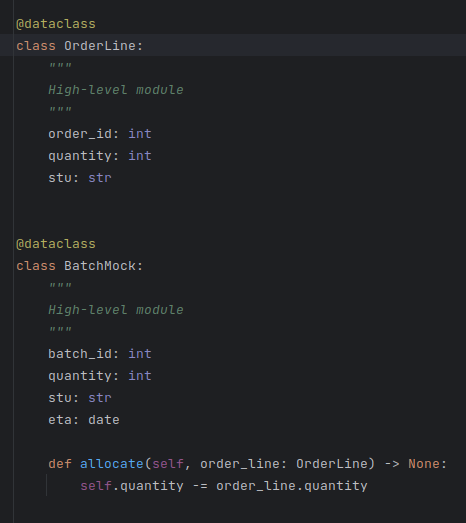 @dataclass
class OrderLine:
    """
    High-level module
    """
    order_id: int
    quantity: int
    stu: str
@dataclass
class BatchMock:
    """
    High-level module
    """
    batch_id: int
    quantity: int
    stu: str
    eta: date
    def allocate(self, order_line: OrderLine) -> None:
        self.quantity -= order_line.quantity